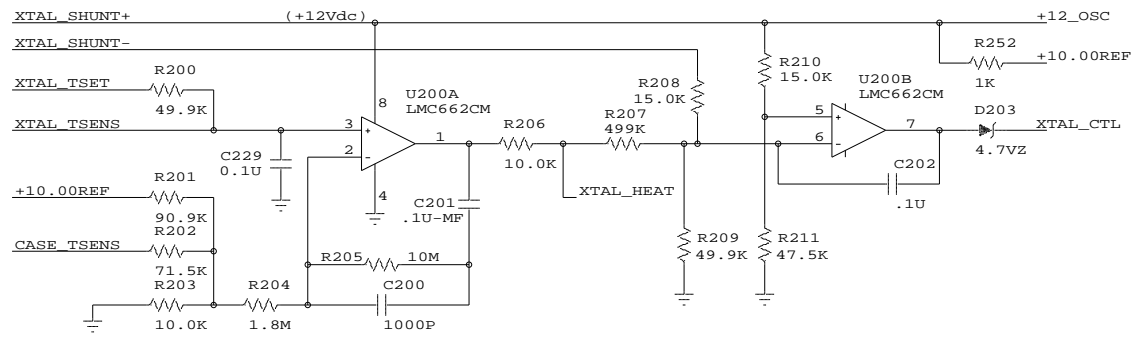 XTAL_SHUNT+
(+12Vdc)
+12_OSC
XTAL_SHUNT-
R252
+10.00REF
1K
XTAL_TSET
R200
49.9K
8
U200A
LMC662CM
R208
15.0K
R210
15.0K
U200B
LMC662CM
XTAL_TSENS
3
+
2
-
1
R206
10.0K
R207
499K
5
+
6
-
7
D203
4.7VZ
XTAL_CTL
C229
0.1U
4
XTAL_HEAT
C202
.1U
+10.00REF
R201
90.9K
C201
.1U-MF
CASE_TSENS
R202
71.5K
R205
10M
R209
49.9K
R211
47.5K
R203
10.0K
R204
1.8M
C200
1000P